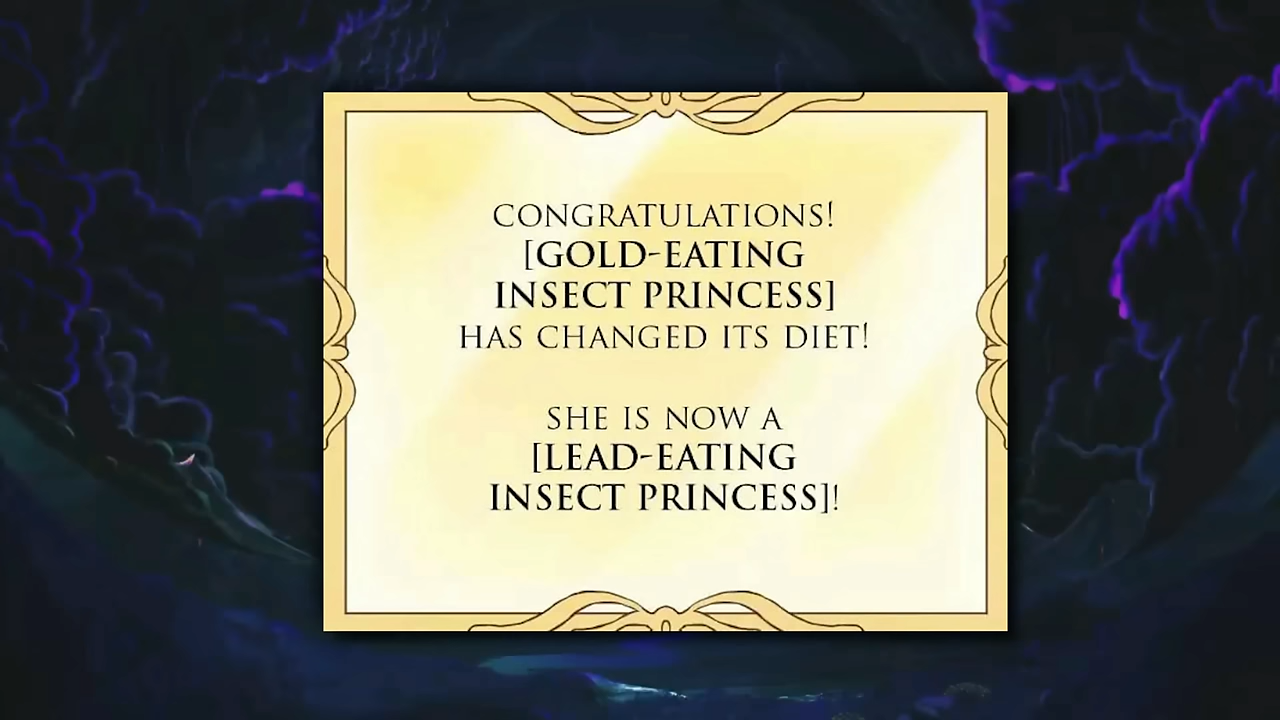 CONGRATULATIONS!
[GOLD-EATING
INSECT PRINCESS]
HAS CHANGED ITS DIET!
SHE IS NOW A
[LEAD-EATING
INSECT PRINCESS]!